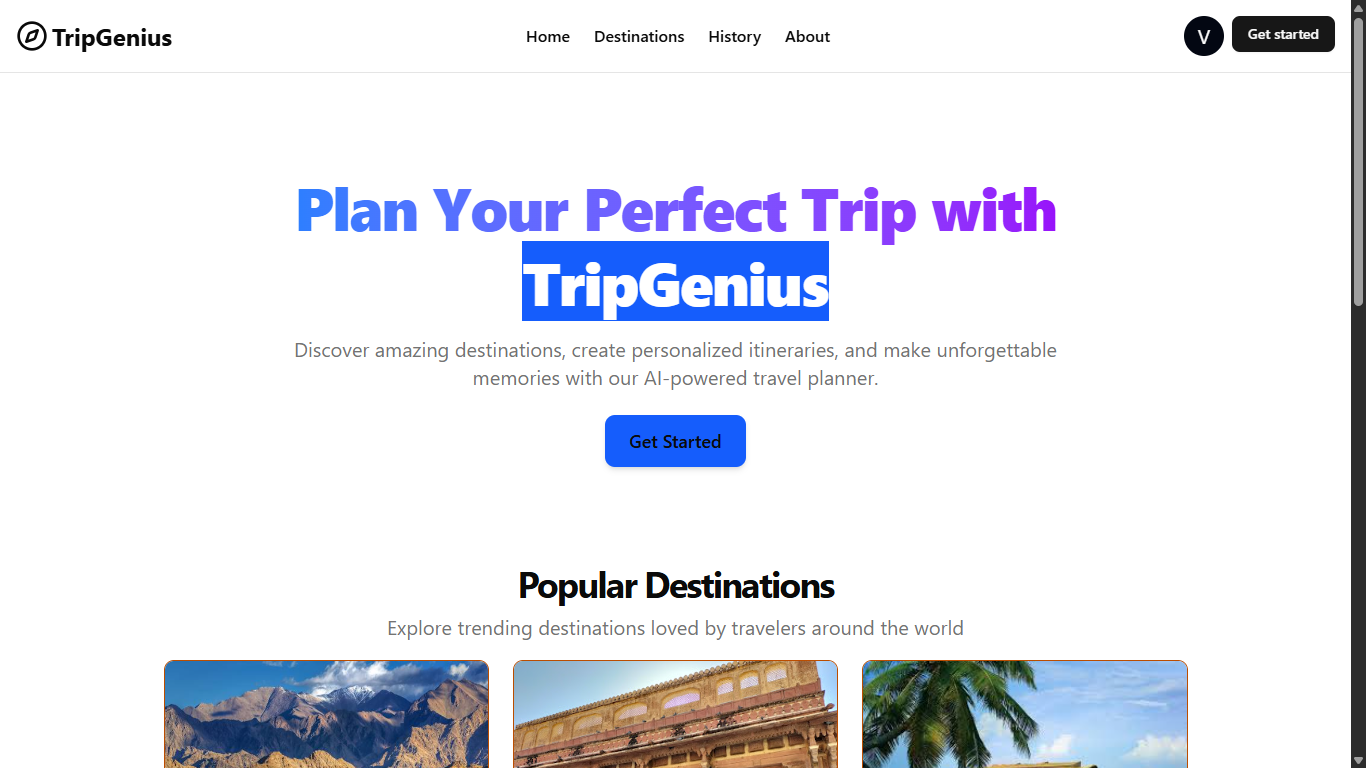 TripGenius
Home
Destinations
History
About
V
Get started
Plan Your Perfect Trip with
TripGenius
Discover amazing destinations, create personalized itineraries, and make unforgettable
memories with our AI-powered travel planner.
Get Started
Popular Destinations
Explore trending destinations loved by travelers around the world